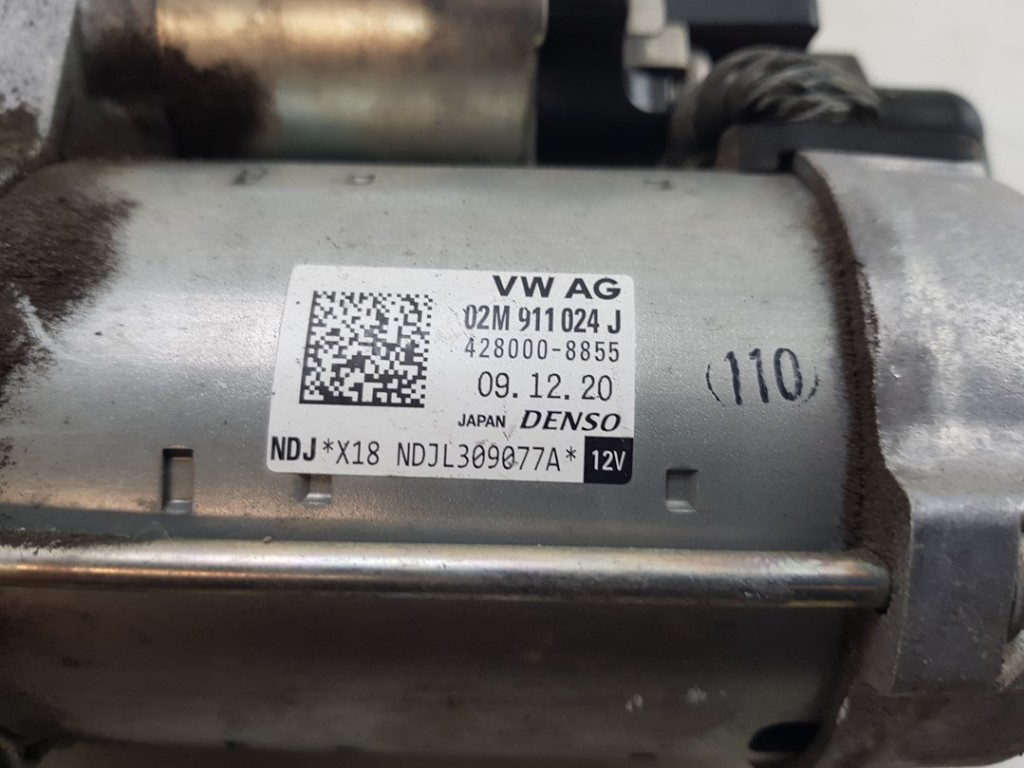 VW AG
02M 911 024 J
428000-8855
09.12.20
JAPAN DENSO
NDJ *X18 NDJL309077A* 12V
(110)